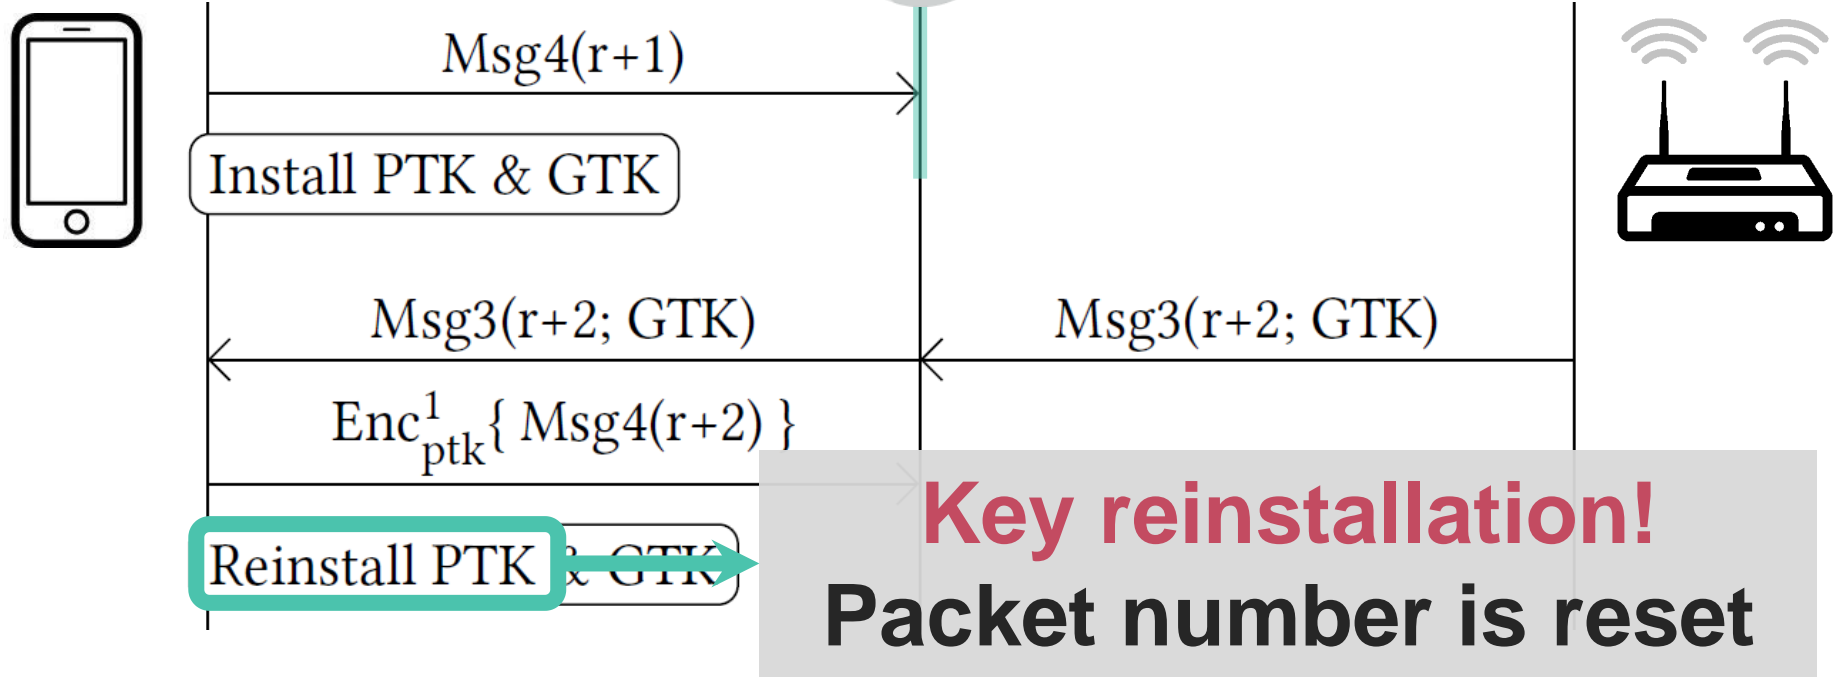 Msg4(r+1)
Install PTK & GTK
Msg3(r+2; GTK) Msg3(r+2; GTK)
Enc¹ₚₜₖ{ Msg4(r+2) }
Key reinstallation!
Reinstall PTK & GTK
Packet number is reset